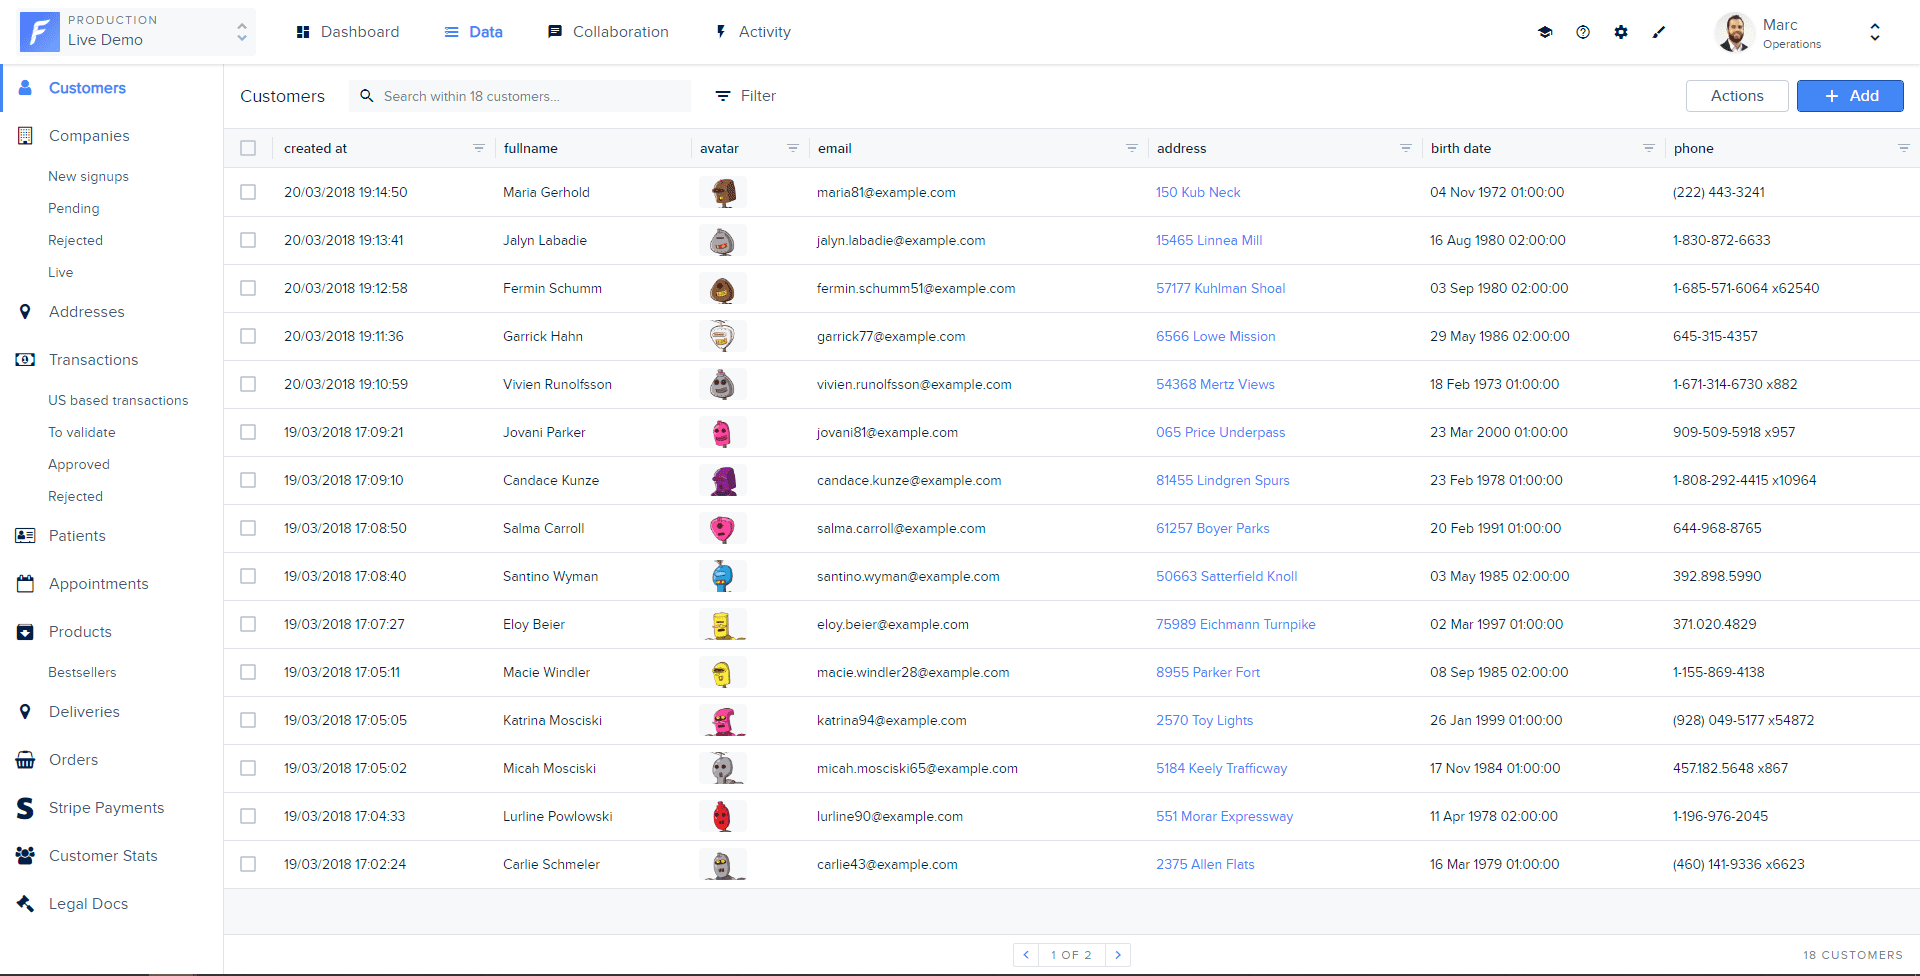 PRODUCTION
Live Demo
Dashboard
Data
Collaboration
Activity
Marc
Operations
Customers
Companies
New signups
Pending
Rejected
Live
Addresses
Transactions
US based transactions
To validate
Approved
Rejected
Patients
Appointments
Products
Bestsellers
Deliveries
Orders
Stripe Payments
Customer Stats
Legal Docs
Customers
Search within 18 customers...
Filter
Actions
+ Add
created at fullname avatar email address birth date phone
20/03/2018 19:14:50 Maria Gerhold maria81@example.com 150 Kub Neck 04 Nov 1972 01:00:00 (222) 443-3241
20/03/2018 19:13:41 Jalyn Labadie jalyn.labadie@example.com 15465 Linnea Mill 16 Aug 1980 02:00:00 1-830-872-6633
20/03/2018 19:12:58 Fermin Schumm fermin.schumm51@example.com 57177 Kuhlman Shoal 03 Sep 1980 02:00:00 1-685-571-6064 x62540
20/03/2018 19:11:36 Garrick Hahn garrick77@example.com 6566 Lowe Mission 29 May 1986 02:00:00 645-315-4357
20/03/2018 19:10:59 Vivien Runolfsson vivien.runolfsson@example.com 54368 Mertz Views 18 Feb 1973 01:00:00 1-671-314-6730 x882
19/03/2018 17:09:21 Jovani Parker jovani81@example.com 065 Price Underpass 23 Mar 2000 01:00:00 909-509-5918 x957
19/03/2018 17:09:10 Candace Kunze candace.kunze@example.com 81455 Lindgren Spurs 23 Feb 1978 01:00:00 1-808-292-4415 x10964
19/03/2018 17:08:50 Salma Carroll salma.carroll@example.com 61257 Boyer Parks 20 Feb 1991 01:00:00 644-968-8765
19/03/2018 17:08:40 Santino Wyman santino.wyman@example.com 50663 Satterfield Knoll 03 May 1985 02:00:00 392.898.5990
19/03/2018 17:07:27 Eloy Beier eloy.beier@example.com 75989 Eichmann Turnpike 02 Mar 1997 01:00:00 371.020.4829
19/03/2018 17:05:11 Macie Windler macie.windler28@example.com 8955 Parker Fort 08 Sep 1985 02:00:00 1-155-869-4138
19/03/2018 17:05:05 Katrina Mosciski katrina94@example.com 2570 Toy Lights 26 Jan 1999 01:00:00 (928) 049-5177 x54872
19/03/2018 17:05:02 Micah Mosciski micah.mosciski65@example.com 5184 Keely Trafficway 17 Nov 1984 01:00:00 457.182.5648 x867
19/03/2018 17:04:33 Lurline Powlowski lurline90@example.com 551 Morar Expressway 11 Apr 1978 02:00:00 1-196-976-2045
19/03/2018 17:02:24 Carlie Schmeler carlie43@example.com 2375 Allen Flats 16 Mar 1979 01:00:00 (460) 141-9336 x6623
1 OF 2
18 CUSTOMERS